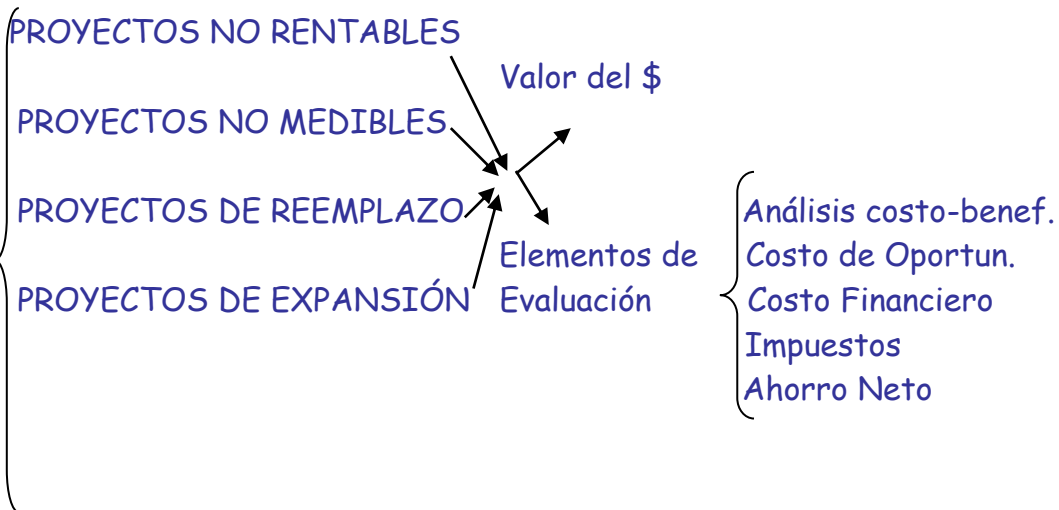 PROYECTOS NO RENTABLES
Valor del $
PROYECTOS NO MEDIBLES
PROYECTOS DE REEMPLAZO
PROYECTOS DE EXPANSIÓN
Elementos de
Evaluación
Análisis costo-benef.
Costo de Oportun.
Costo Financiero
Impuestos
Ahorro Neto